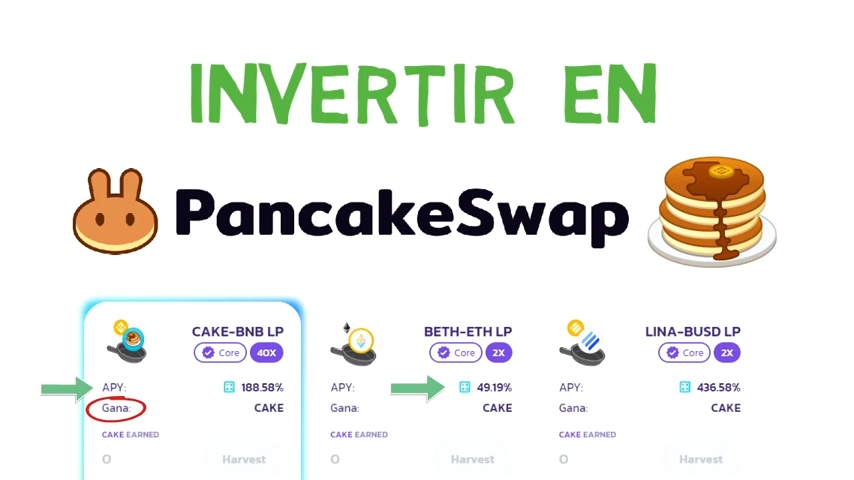 INVERTIR EN
PancakeSwap
CAKE-BNB LP
Core 40X
APY: 188.58%
Gana: CAKE
CAKE EARNED
0 Harvest
BETH-ETH LP
Core 2X
APY: 49.19%
Gana: CAKE
CAKE EARNED
0 Harvest
LINA-BUSD LP
Core 2X
APY: 436.58%
Gana: CAKE
CAKE EARNED
0 Harvest